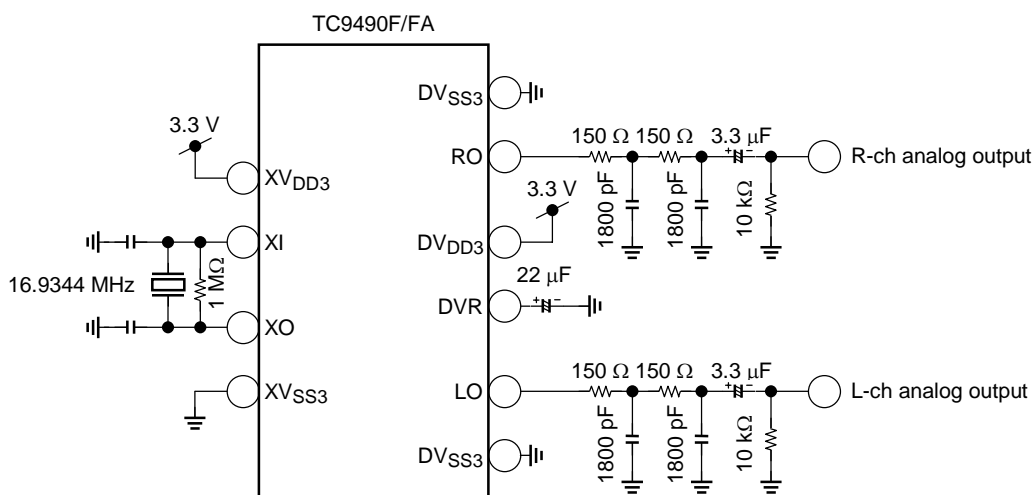 TC9490F/FA
DVSS3
3.3 V
150 Ω 150 Ω 3.3 μF
RO
R-ch analog output
XVDD3
1800 pF
1800 pF
10 kΩ
3.3 V
XI
DVDD3
16.9344 MHz
1 MΩ
22 μF
DVR
XO
150 Ω 150 Ω 3.3 μF
XVSS3
LO
L-ch analog output
1800 pF
1800 pF
10 kΩ
DVSS3